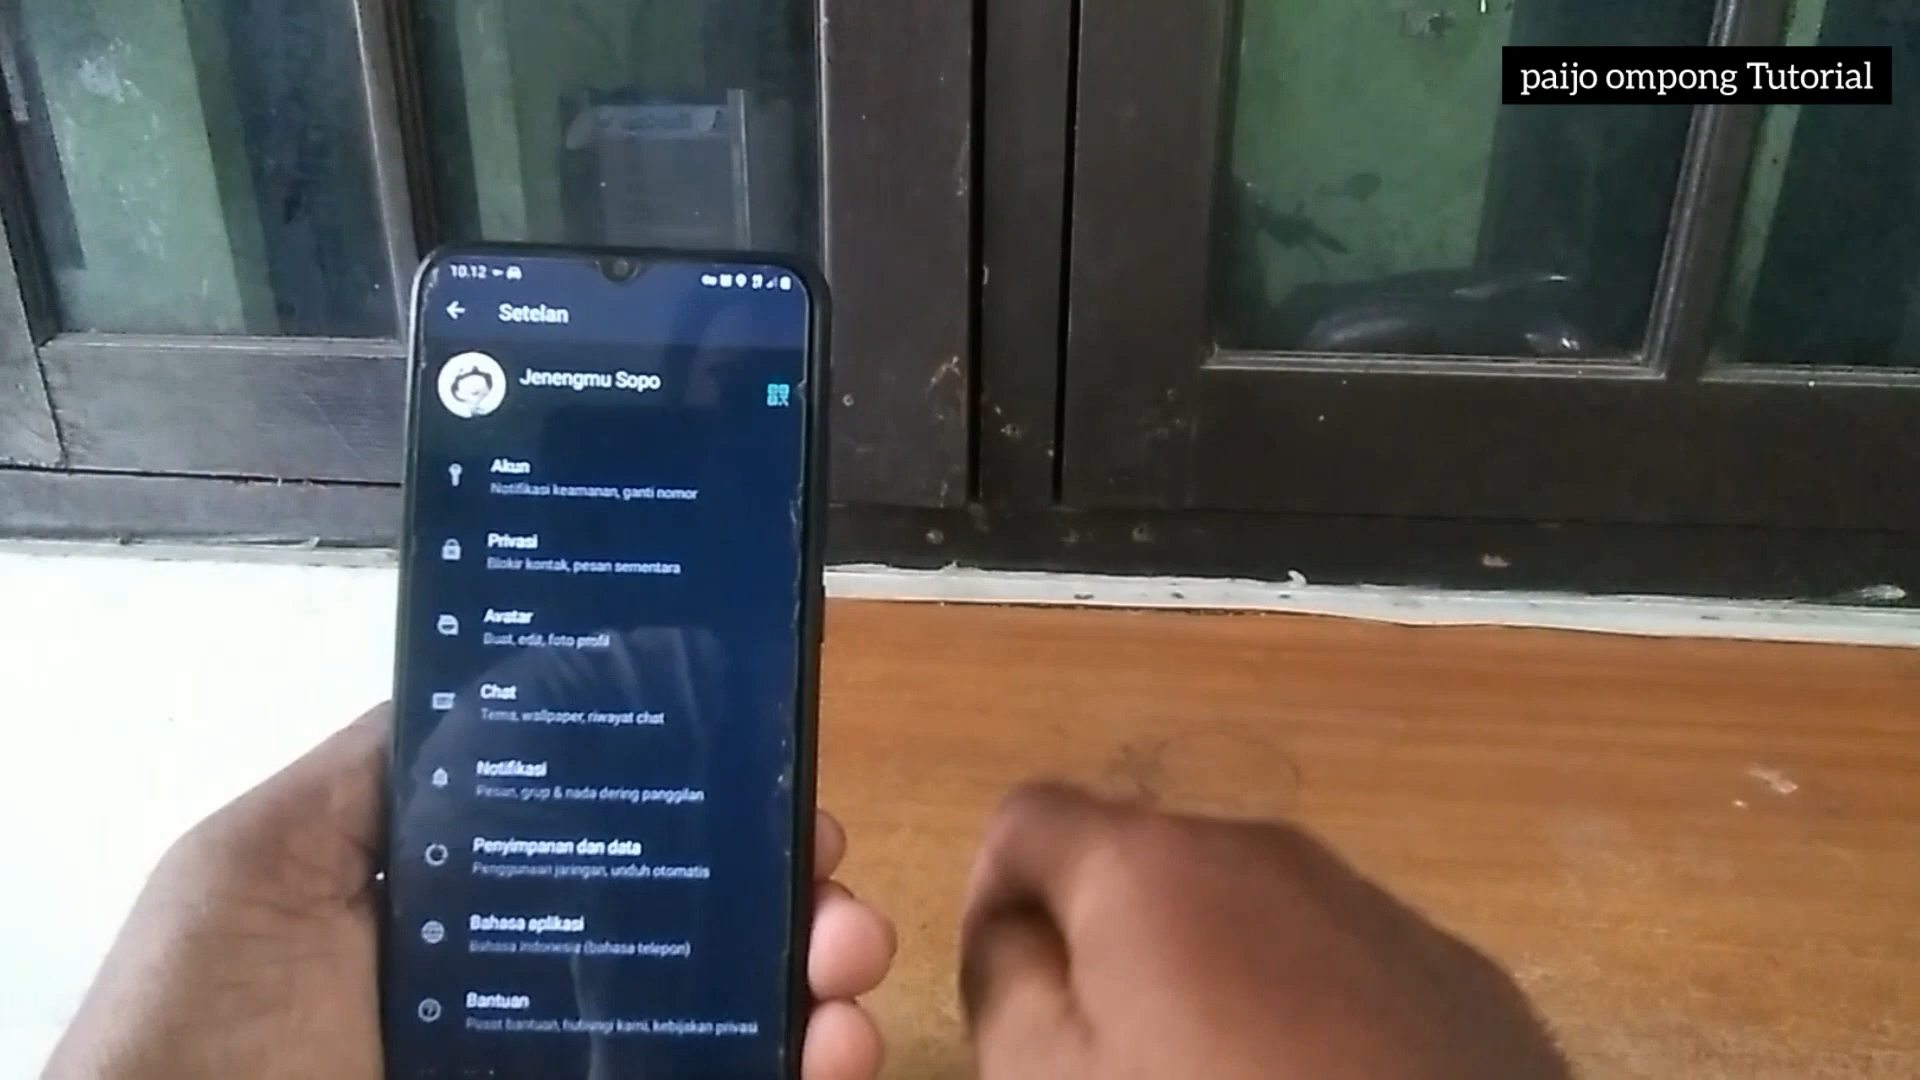 paijo ompong Tutorial
10.12
Setelan
Jenengmu Sopo
Akun
Notifikasi keamanan, ganti nomor
Privasi
Blokir kontak, pesan sementara
Avatar
Buat, edit, foto profil
Chat
Tema, wallpaper, riwayat chat
Notifikasi
Pesan, grup & nada dering panggilan
Penyimpanan dan data
Penggunaan jaringan, unduh otomatis
Bahasa aplikasi
Bahasa Indonesia (bahasa telepon)
Bantuan
Pusat bantuan, hubungi kami, kebijakan privasi